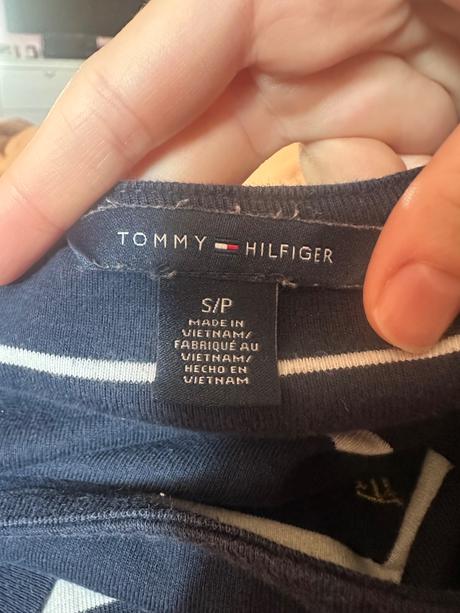 TOMMY HILFIGER
S/P
MADE IN
VIETNAM/
FABRIQUÉ AU
VIETNAM/
HECHO EN
VIETNAM